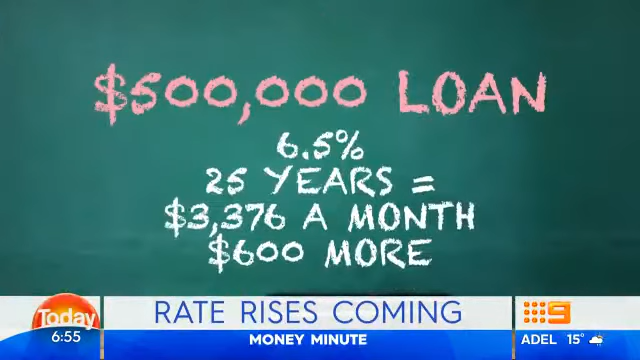 $500,000 LOAN
6.5%
25 YEARS =
$3,376 A MONTH
$600 MORE
Today
RATE RISES COMING
9
6:55
MONEY MINUTE
ADEL 15°